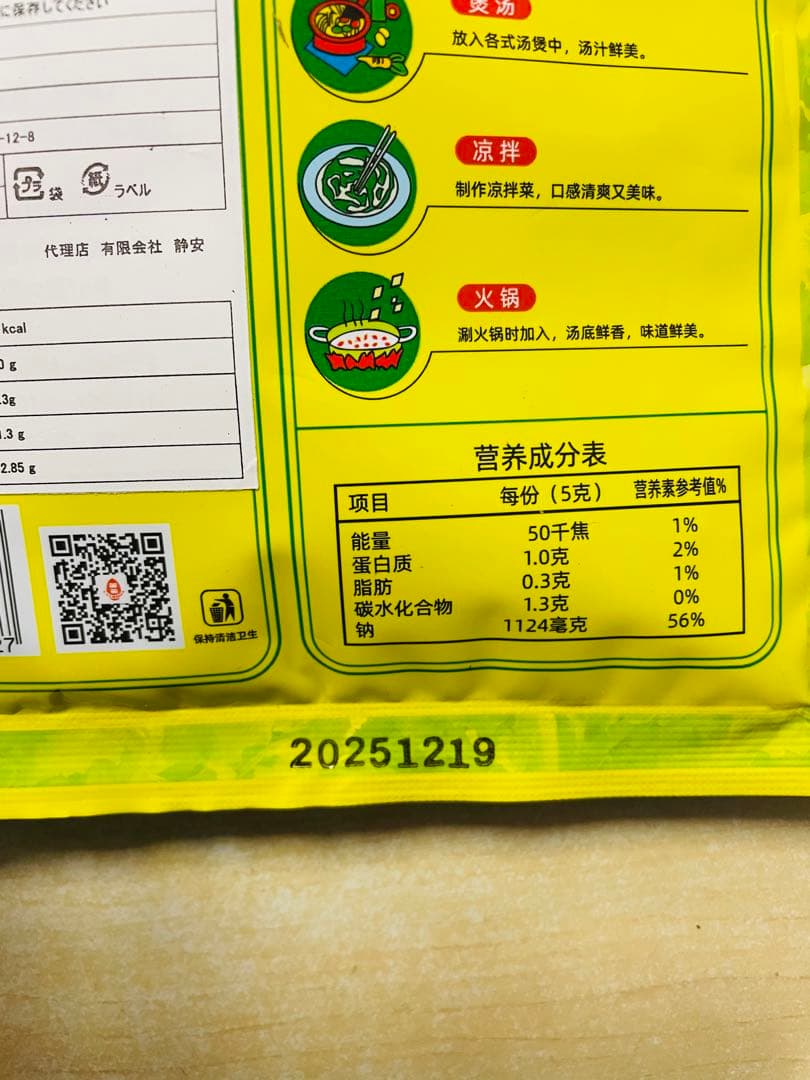 に保存してください
-12-8
プラ 袋
紙 ラベル
代理店 有限会社 静安
kcal
0 g
.3g
.3 g
2.85 g
27
保持清洁卫生
煲汤
放入各式汤煲中，汤汁鲜美。
凉拌
制作凉拌菜，口感清爽又美味。
火锅
涮火锅时加入，汤底鲜香，味道鲜美。
营养成分表
项目 每份（5克） 营养素参考值%
能量 50千焦 1%
蛋白质 1.0克 2%
脂肪 0.3克 1%
碳水化合物 1.3克 0%
钠 1124毫克 56%
20251219